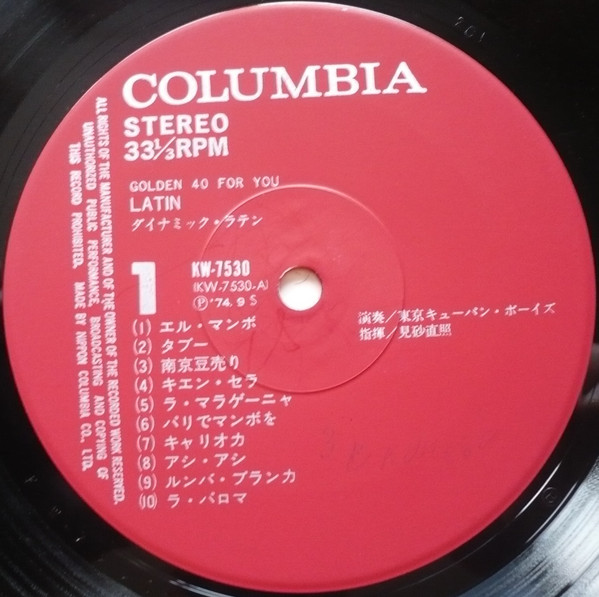 COLUMBIA
STEREO
33⅓RPM
GOLDEN 40 FOR YOU
LATIN
ダイナミック・ラテン
1
KW-7530
(KW-7530-A)
Ⓟ '74. 9 S
(1) エル・マンボ
(2) タブー
(3) 南京豆売り
(4) キエン・セラ
(5) ラ・マラゲーニャ
(6) パリでマンボを
(7) キャリオカ
(8) アシ・アシ
(9) ルンバ・ブランカ
(10) ラ・パロマ
演奏/東京キューバン・ボーイズ
指揮/見砂直照
ALL RIGHTS OF THE MANUFACTURER AND OF THE OWNER OF THE RECORDED WORK RESERVED.
UNAUTHORIZED PUBLIC PERFORMANCE, BROADCASTING AND COPYING OF
THIS RECORD PROHIBITED. MADE BY NIPPON COLUMBIA CO., LTD.